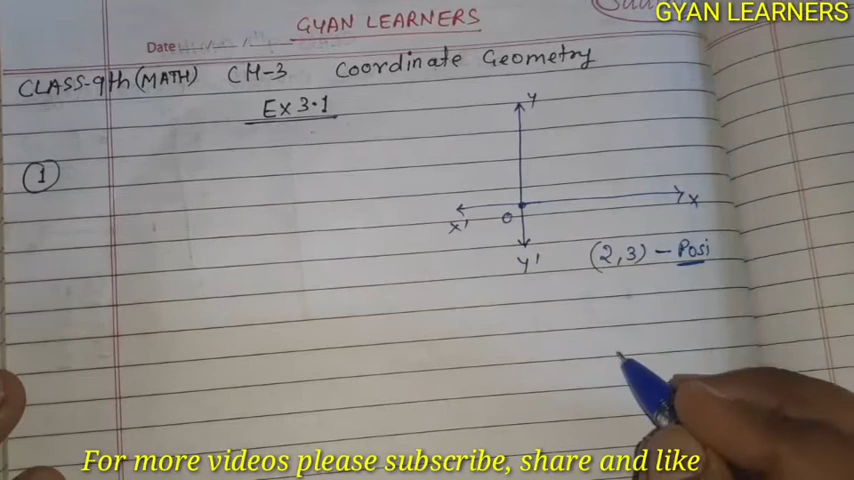 GYAN LEARNERS
GYAN LEARNERS
Date
CLASS-9th (MATH) CH-3 Coordinate Geometry
Ex 3.1
1
Y
X' O X
Y'
(2,3) - Posi
For more videos please subscribe, share and like